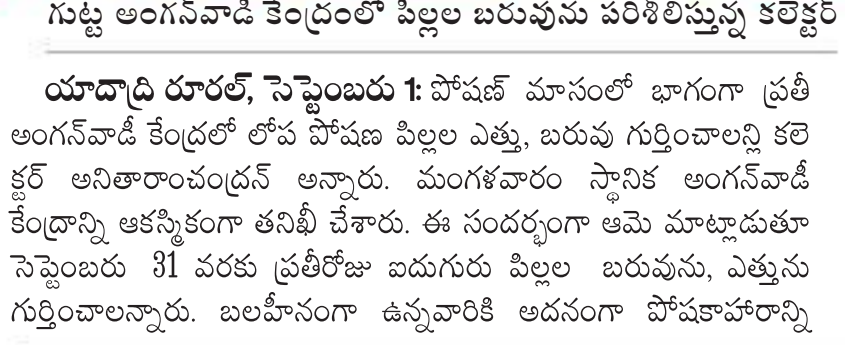 గుట్ట అంగన్‌వాడీ కేంద్రంలో పిల్లల బరువును పరిశీలిస్తున్న కలెక్టర్
యాదాద్రి రూరల్, సెప్టెంబరు 1: పోషణ్ మాసంలో భాగంగా ప్రతీ
అంగన్‌వాడీ కేంద్రలో లోప పోషణ పిల్లల ఎత్తు, బరువు గుర్తించాలన్లి కలె
క్టర్ అనితారాంచంద్రన్ అన్నారు. మంగళవారం స్థానిక అంగన్‌వాడీ
కేంద్రాన్ని ఆకస్మికంగా తనిఖీ చేశారు. ఈ సందర్భంగా ఆమె మాట్లాడుతూ
సెప్టెంబరు 31 వరకు ప్రతీరోజు ఐదుగురు పిల్లల బరువును, ఎత్తును
గుర్తించాలన్నారు. బలహీనంగా ఉన్నవారికి అదనంగా పోషకాహారాన్ని